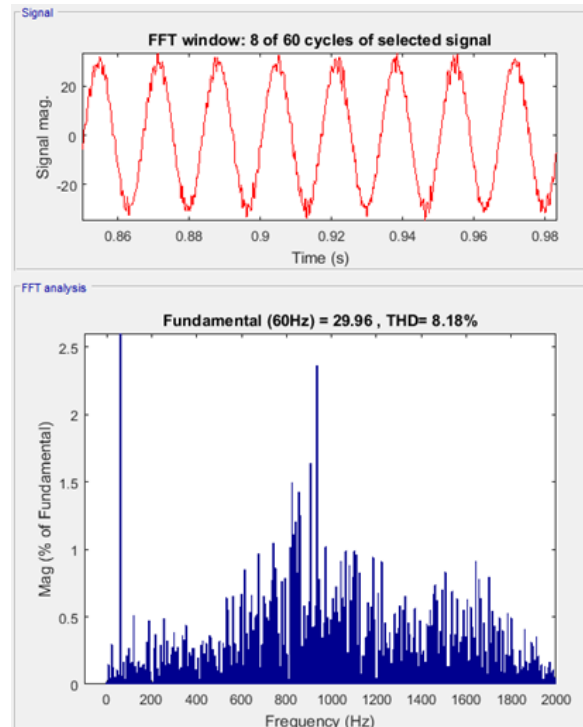 Signal
FFT window: 8 of 60 cycles of selected signal
Signal mag.
20
0
-20
0.86 0.88 0.9 0.92 0.94 0.96 0.98
Time (s)
FFT analysis
Fundamental (60Hz) = 29.96 , THD= 8.18%
Mag (% of Fundamental)
2.5
2
1.5
1
0.5
0
0 200 400 600 800 1000 1200 1400 1600 1800 2000
Frequency (Hz)